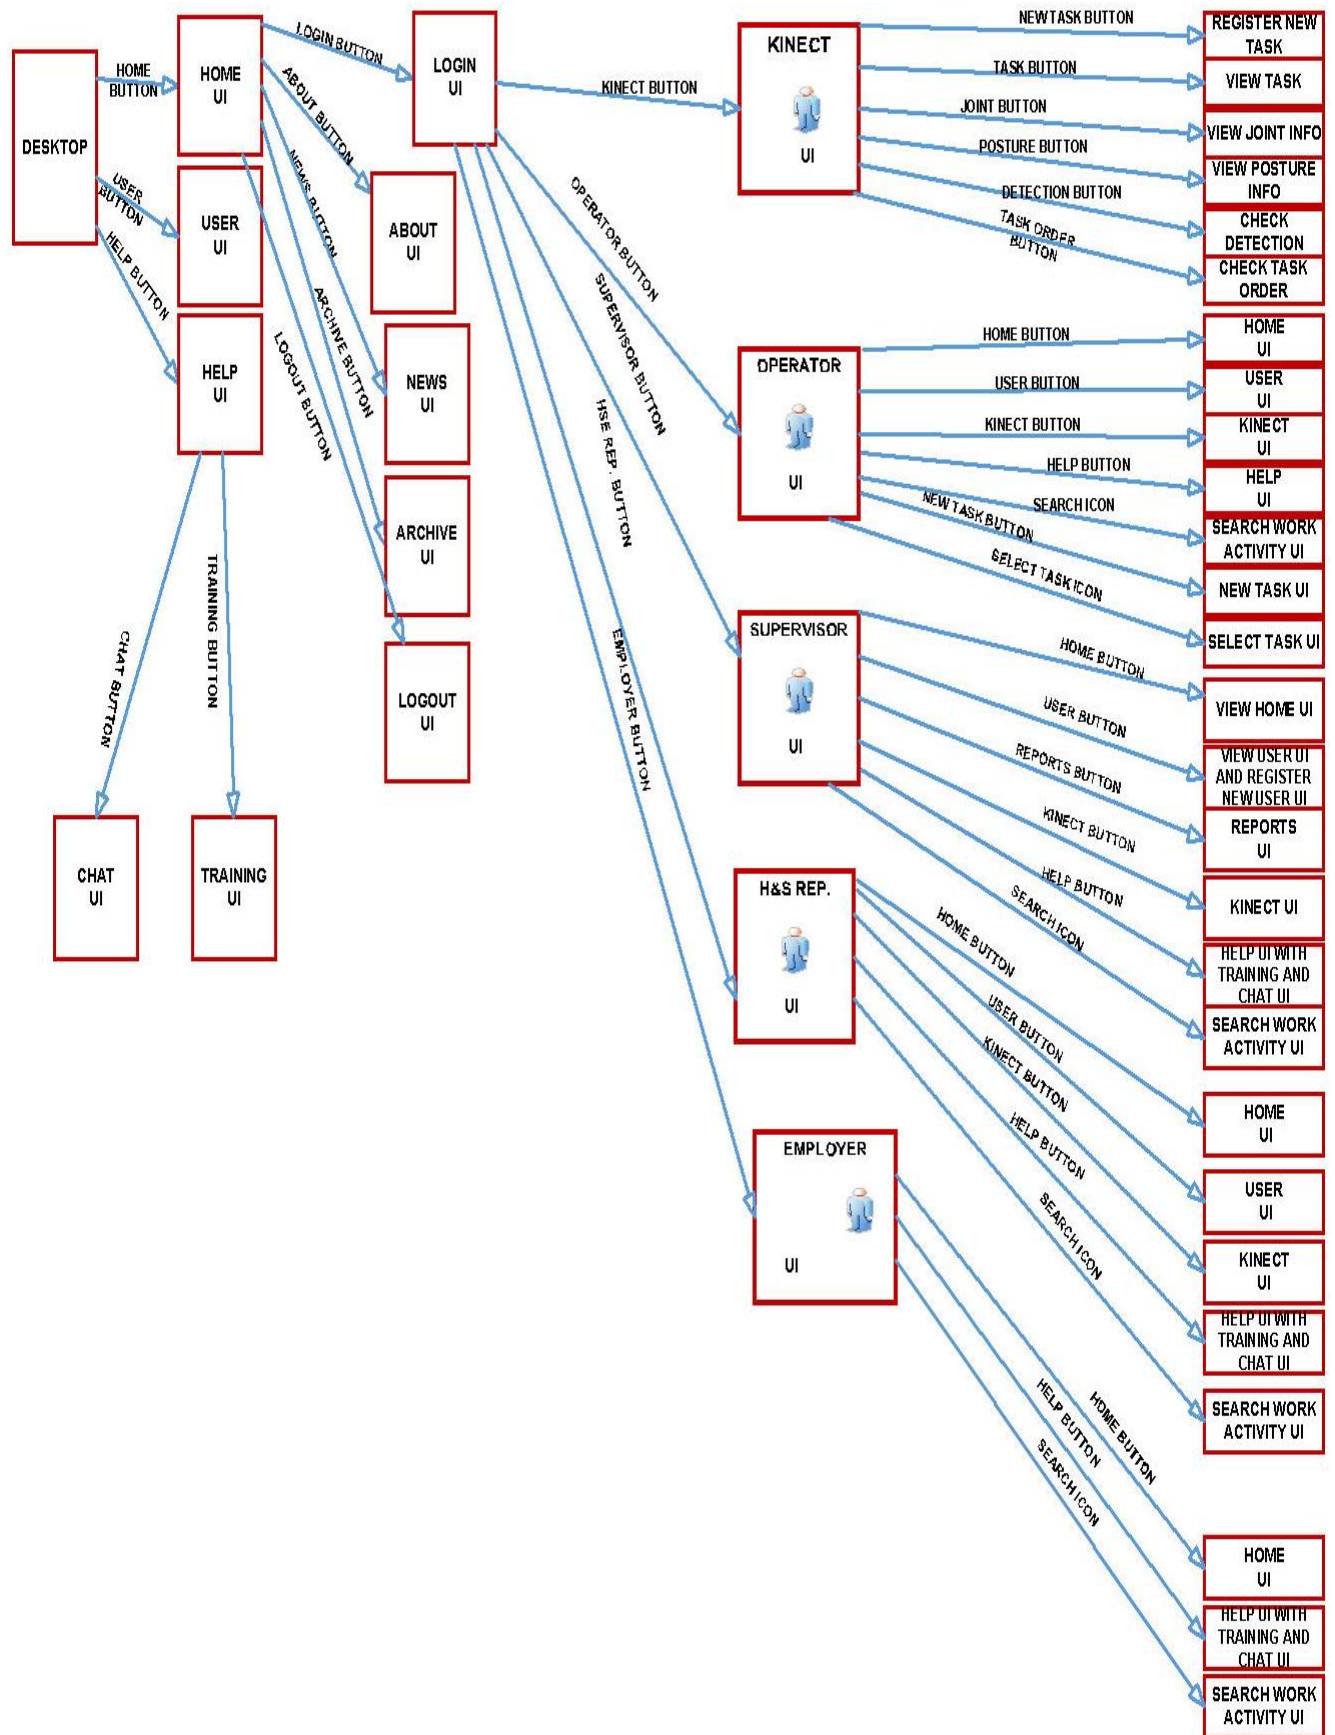 DESKTOP
HOME
BUTTON
USER
BUTTON
HELP BUTTON
HOME
UI
USER
UI
HELP
UI
CHAT BUTTON
TRAINING BUTTON
CHAT
UI
TRAINING
UI
LOGIN BUTTON
ABOUT BUTTON
NEWS BUTTON
ARCHIVE BUTTON
LOGOUT BUTTON
LOGIN
UI
ABOUT
UI
NEWS
UI
ARCHIVE
UI
LOGOUT
UI
KINECT BUTTON
OPERATOR BUTTON
SUPERVISOR BUTTON
HSE REP. BUTTON
EMPLOYER BUTTON
KINECT
UI
NEW TASK BUTTON
TASK BUTTON
JOINT BUTTON
POSTURE BUTTON
DETECTION BUTTON
TASK ORDER
BUTTON
REGISTER NEW
TASK
VIEW TASK
VIEW JOINT INFO
VIEW POSTURE
INFO
CHECK
DETECTION
CHECK TASK
ORDER
OPERATOR
UI
HOME BUTTON
USER BUTTON
KINECT BUTTON
HELP BUTTON
SEARCH ICON
NEW TASK BUTTON
SELECT TASK ICON
HOME
UI
USER
UI
KINECT
UI
HELP
UI
SEARCH WORK
ACTIVITY UI
NEW TASK UI
SELECT TASK UI
SUPERVISOR
UI
HOME BUTTON
USER BUTTON
REPORTS BUTTON
KINECT BUTTON
HELP BUTTON
SEARCH ICON
VIEW HOME UI
VIEW USER UI
AND REGISTER
NEW USER UI
REPORTS
UI
KINECT UI
HELP UI WITH
TRAINING AND
CHAT UI
SEARCH WORK
ACTIVITY UI
H&S REP.
UI
HOME BUTTON
USER BUTTON
KINECT BUTTON
HELP BUTTON
SEARCH ICON
HOME
UI
USER
UI
KINECT
UI
HELP UI WITH
TRAINING AND
CHAT UI
SEARCH WORK
ACTIVITY UI
EMPLOYER
UI
HOME BUTTON
HELP BUTTON
SEARCH ICON
HOME
UI
HELP UI WITH
TRAINING AND
CHAT UI
SEARCH WORK
ACTIVITY UI